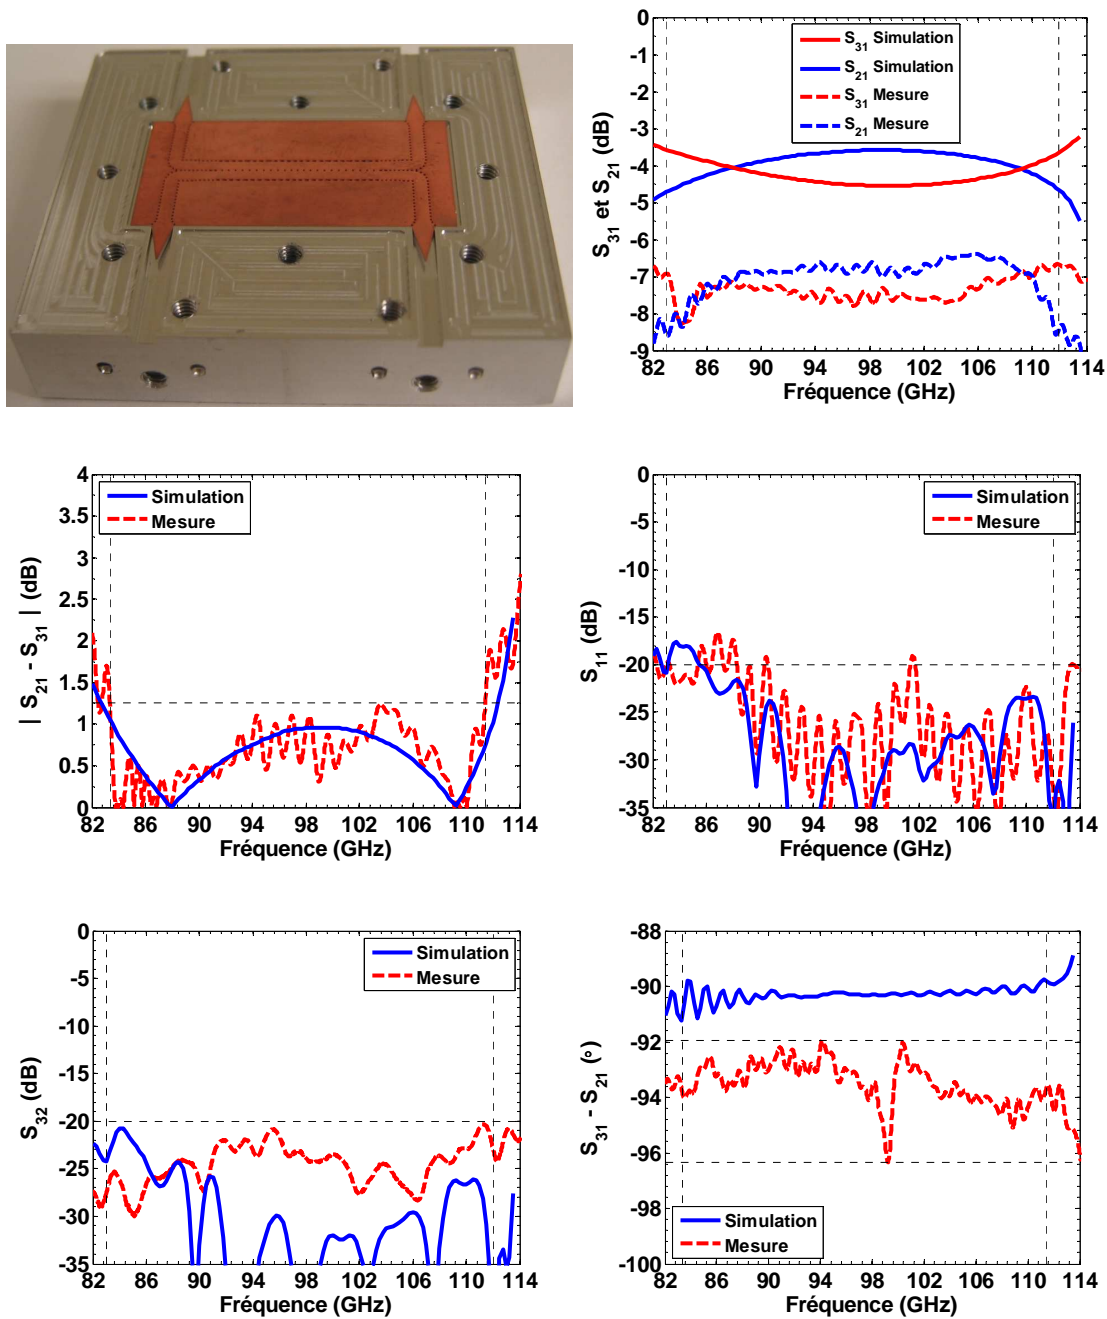 0
-1
-2
-3
-4
-5
-6
-7
-8
-9
S31 et S21 (dB)
S31 Simulation
S21 Simulation
S31 Mesure
S21 Mesure
82 86 90 94 98 102 106 110 114
Fréquence (GHz)
4
3.5
3
2.5
2
1.5
1
0.5
0
| S21 - S31 | (dB)
Simulation
Mesure
82 86 90 94 98 102 106 110 114
Fréquence (GHz)
0
-5
-10
-15
-20
-25
-30
-35
S11 (dB)
Simulation
Mesure
82 86 90 94 98 102 106 110 114
Fréquence (GHz)
0
-5
-10
-15
-20
-25
-30
-35
S32 (dB)
Simulation
Mesure
82 86 90 94 98 102 106 110 114
Fréquence (GHz)
-88
-90
-92
-94
-96
-98
-100
S31 - S21 (°)
Simulation
Mesure
82 86 90 94 98 102 106 110 114
Fréquence (GHz)